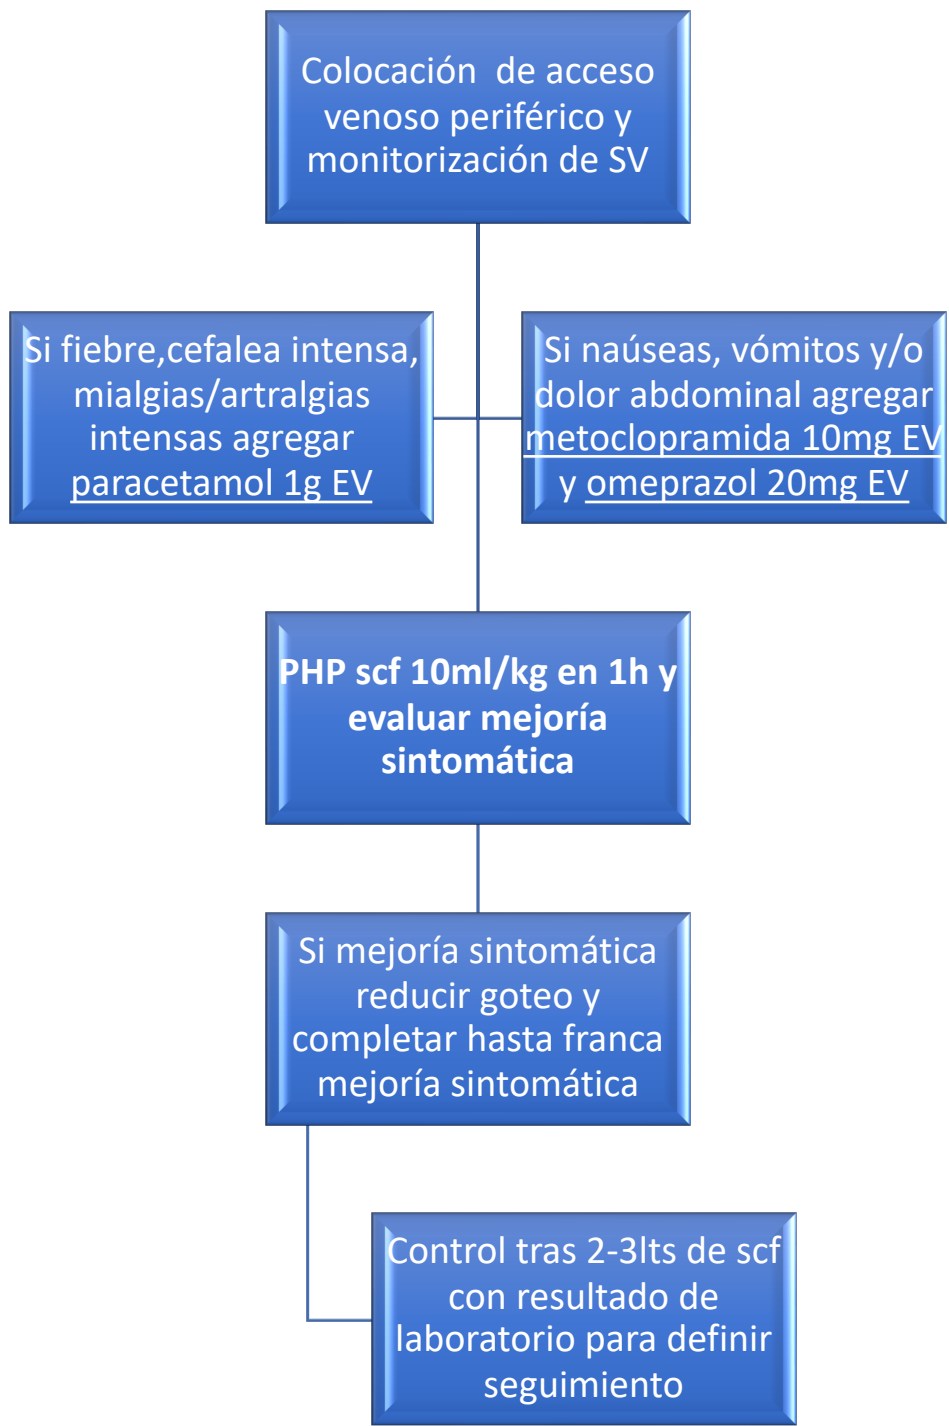 Colocación  de acceso
venoso periférico y
monitorización de SV
Si fiebre,cefalea intensa,
mialgias/artralgias
intensas agregar
paracetamol 1g EV
Si naúseas, vómitos y/o
dolor abdominal agregar
metoclopramida 10mg EV
y omeprazol 20mg EV
PHP scf 10ml/kg en 1h y
evaluar mejoría
sintomática
Si mejoría sintomática
reducir goteo y
completar hasta franca
mejoría sintomática
Control tras 2-3lts de scf
con resultado de
laboratorio para definir
seguimiento